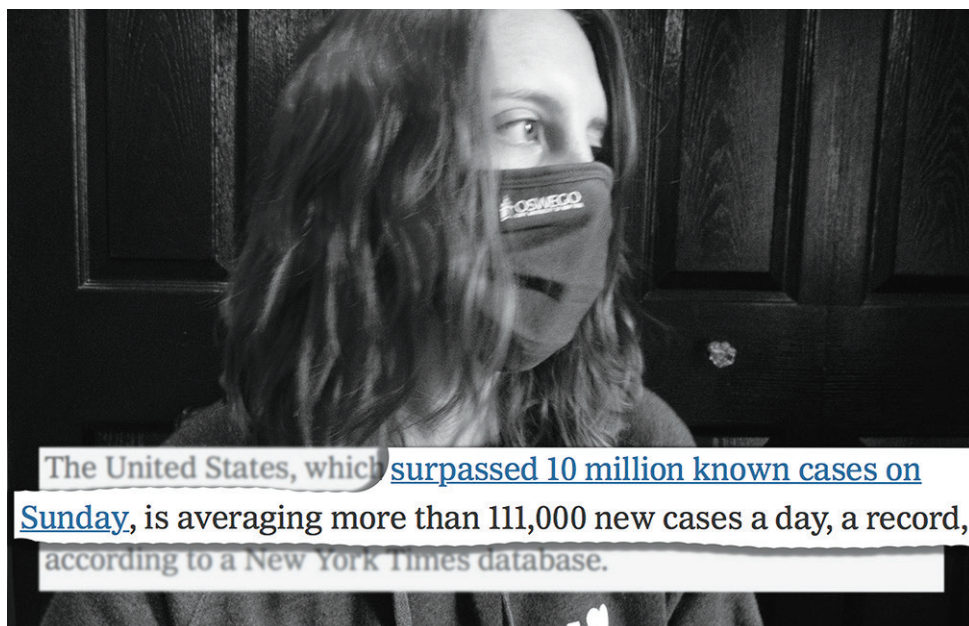 OSWEGO
The United States, which surpassed 10 million known cases on
Sunday, is averaging more than 111,000 new cases a day, a record,
according to a New York Times database.